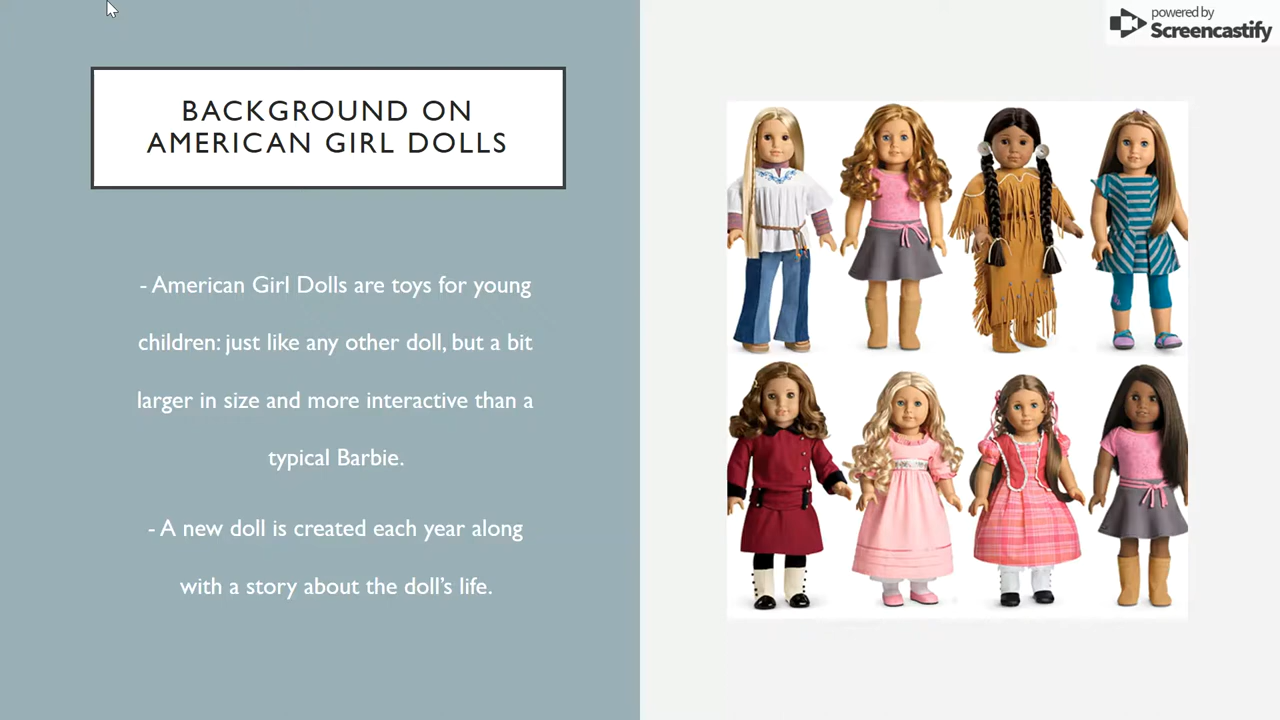 powered by
Screencastify
BACKGROUND ON
AMERICAN GIRL DOLLS
- American Girl Dolls are toys for young
children: just like any other doll, but a bit
larger in size and more interactive than a
typical Barbie.
- A new doll is created each year along
with a story about the doll's life.